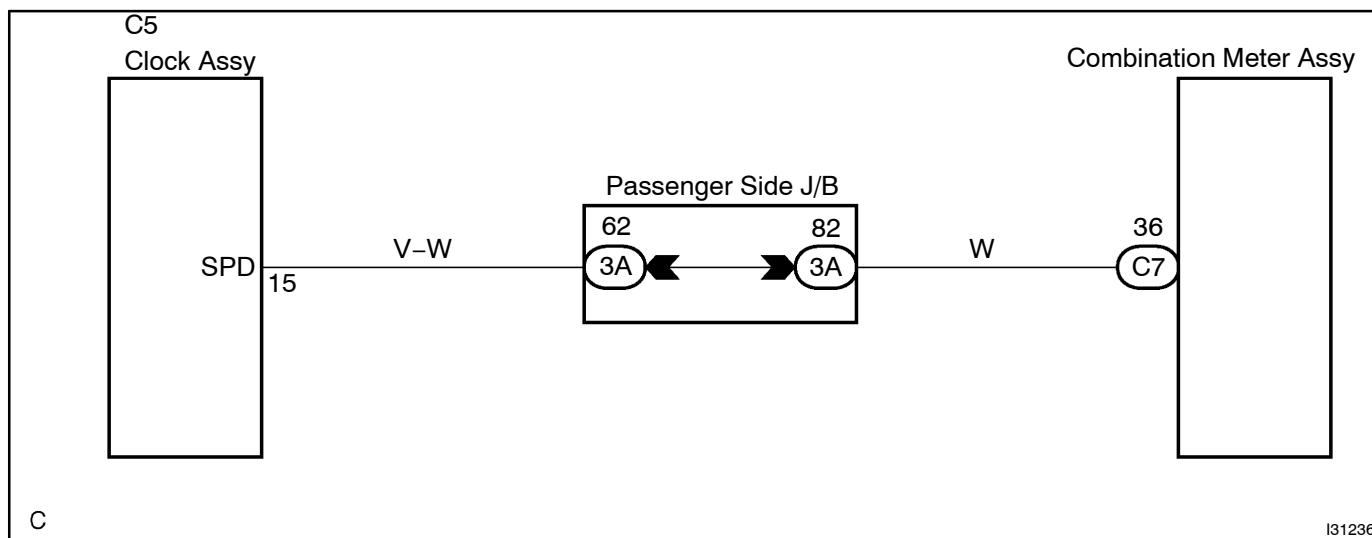 C5
Clock Assy
Combination Meter Assy
Passenger Side J/B
62
82
36
V−W
W
SPD
3A
3A
C7
15
C
I31236